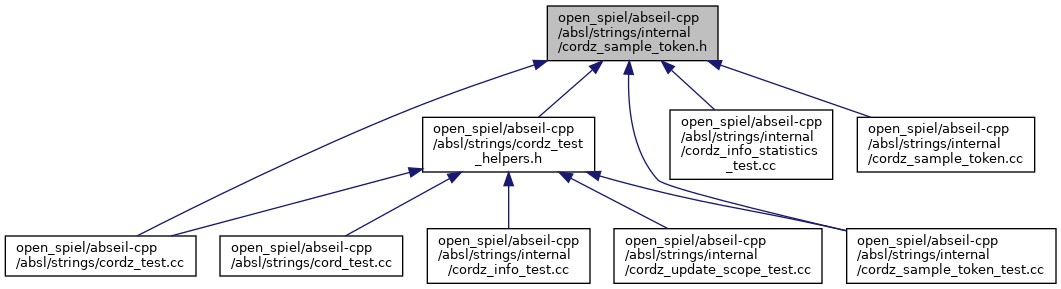 open_spiel/abseil-cpp
/absl/strings/internal
/cordz_sample_token.h
open_spiel/abseil-cpp
/absl/strings/cordz_test
_helpers.h
open_spiel/abseil-cpp
/absl/strings/internal
/cordz_info_statistics
_test.cc
open_spiel/abseil-cpp
/absl/strings/internal
/cordz_sample_token.cc
open_spiel/abseil-cpp
/absl/strings/cordz_test.cc
open_spiel/abseil-cpp
/absl/strings/cord_test.cc
open_spiel/abseil-cpp
/absl/strings/internal
/cordz_info_test.cc
open_spiel/abseil-cpp
/absl/strings/internal
/cordz_update_scope_test.cc
open_spiel/abseil-cpp
/absl/strings/internal
/cordz_sample_token_test.cc